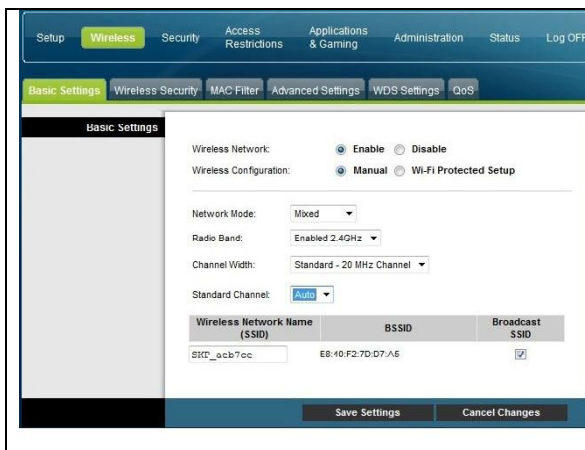 Setup Wireless Security Access Restrictions Applications & Gaming Administration Status Log OFF
Basic Settings Wireless Security MAC Filter Advanced Settings WDS Settings QoS
Basic Settings
Wireless Network: Enable Disable
Wireless Configuration: Manual Wi-Fi Protected Setup
Network Mode: Mixed
Radio Band: Enabled 2.4GHz
Channel Width: Standard - 20 MHz Channel
Standard Channel: Auto
Wireless Network Name (SSID) BSSID Broadcast SSID
SKT_acb7cc E8:40:F2:7D:D7:A5
Save Settings Cancel Changes